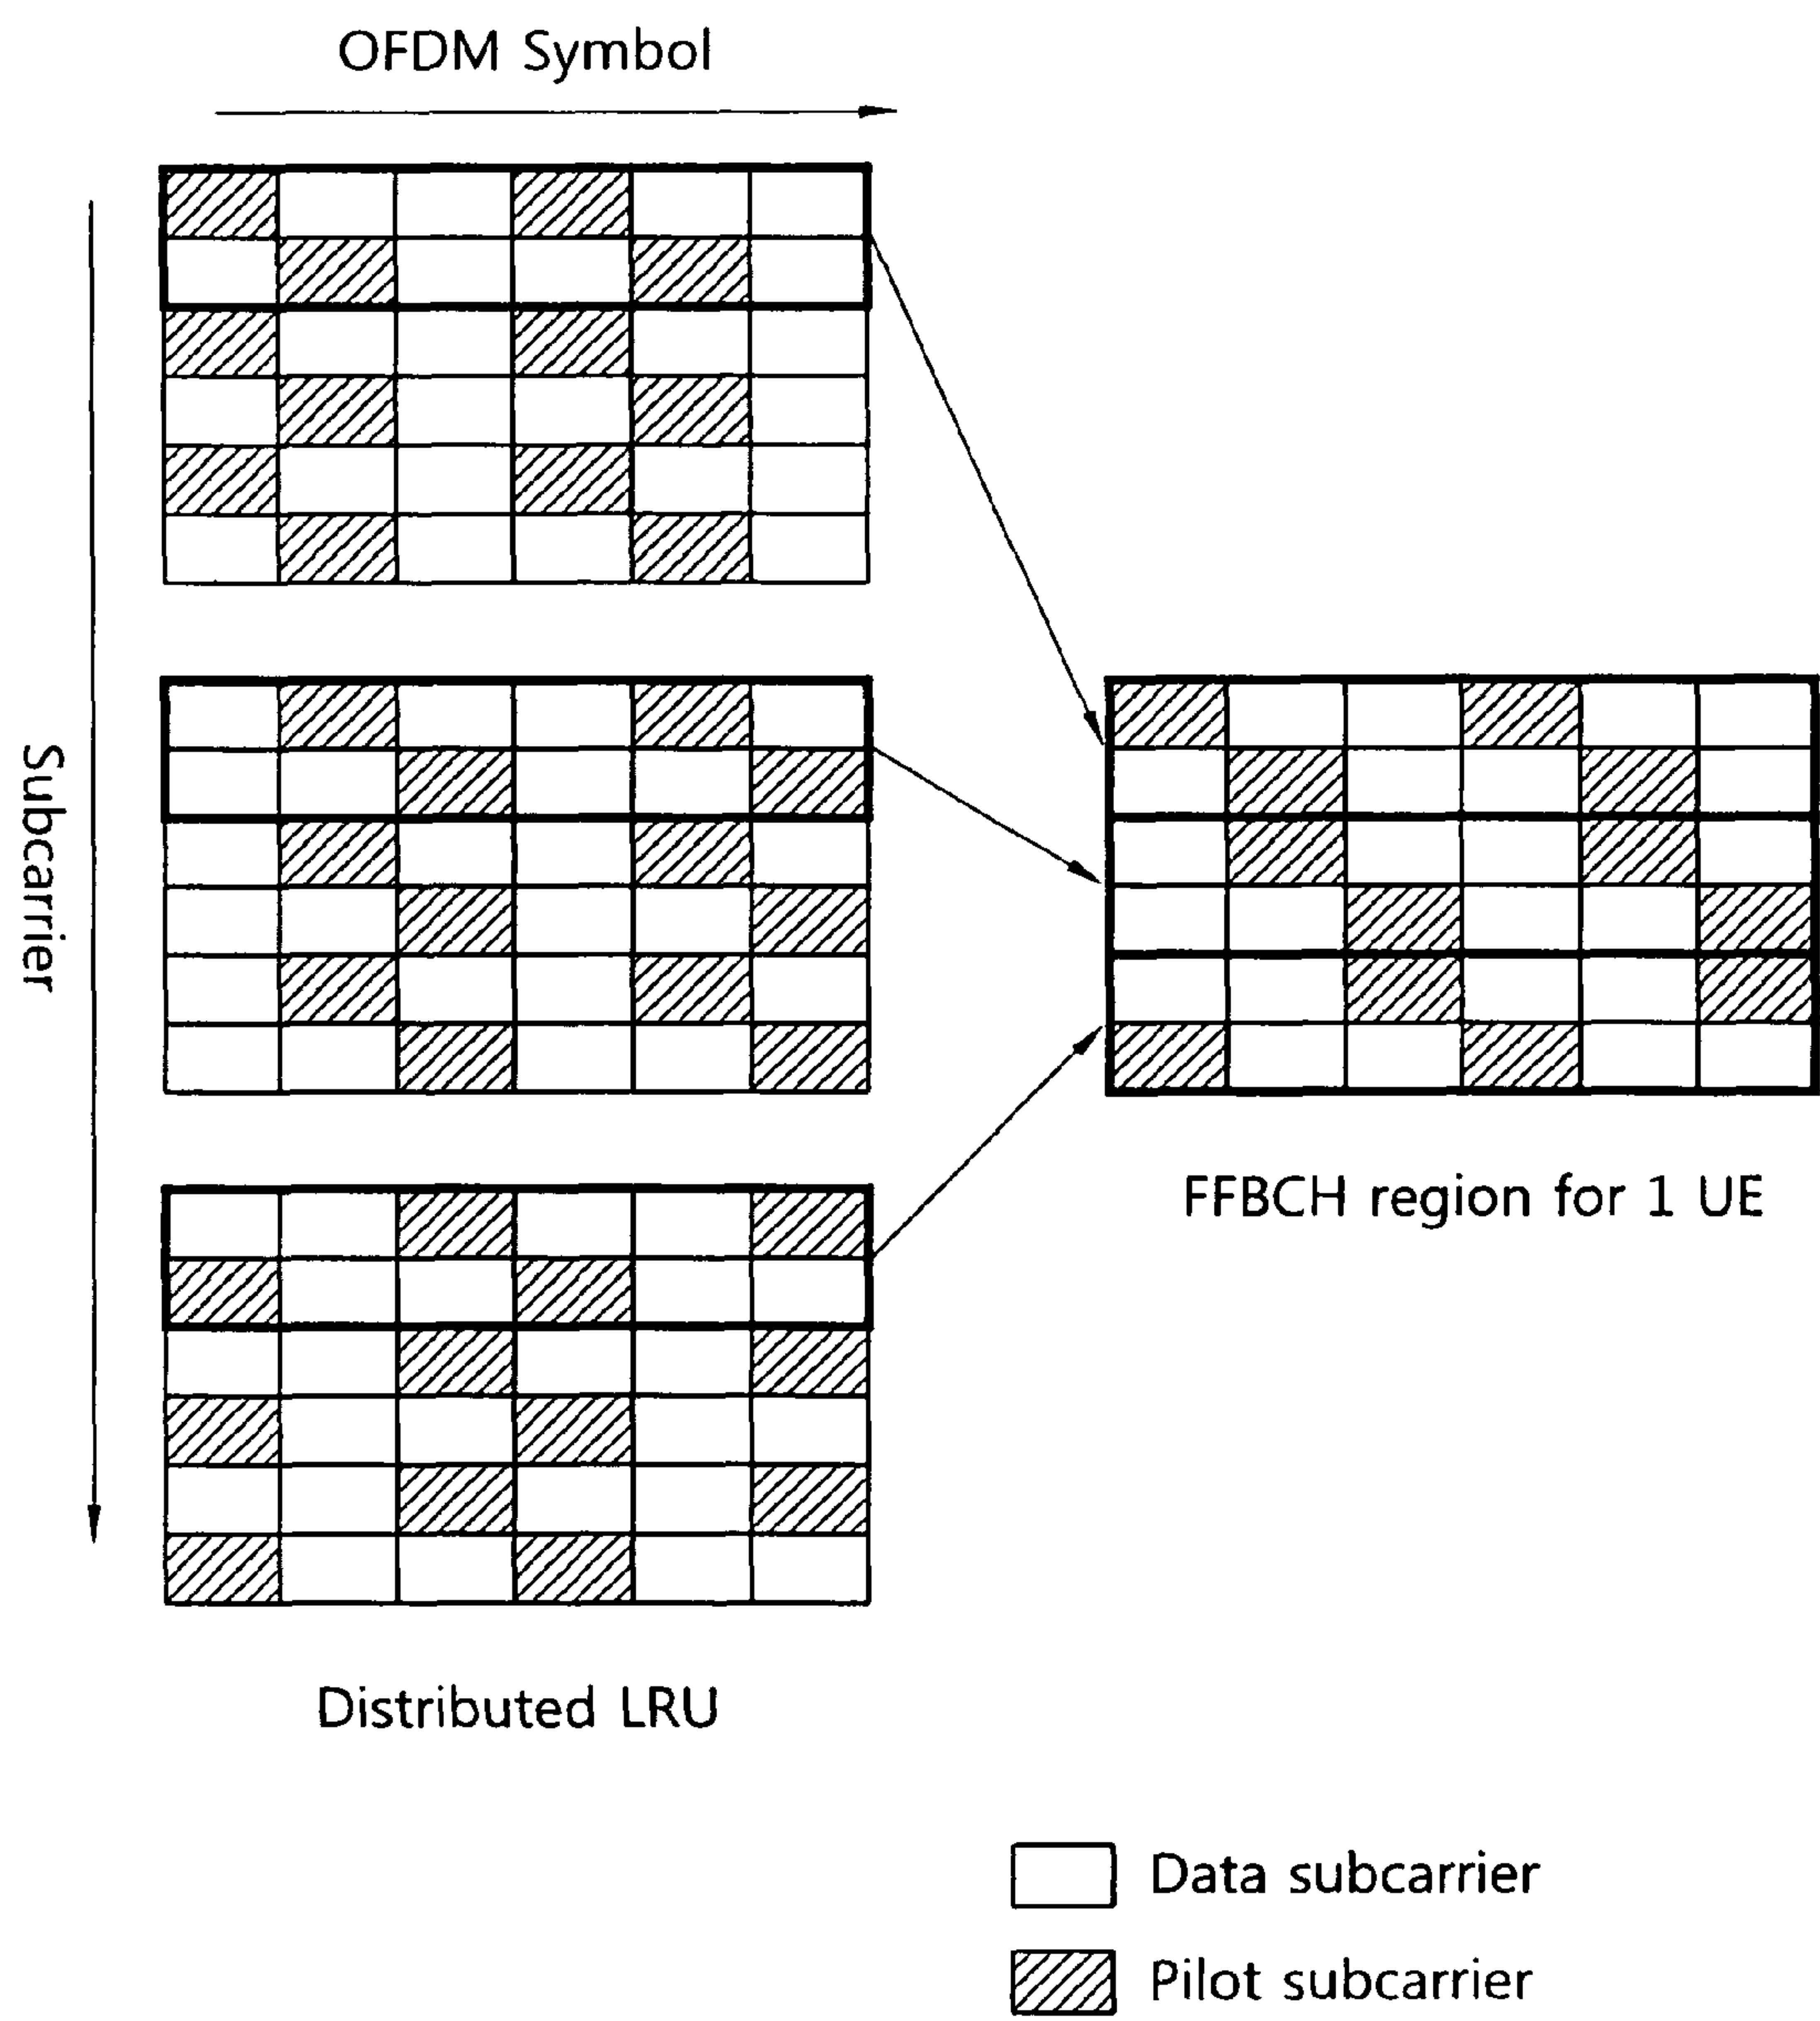 OFDM Symbol
Subcarrier
FFBCH region for 1 UE
Distributed LRU
Data subcarrier
Pilot subcarrier